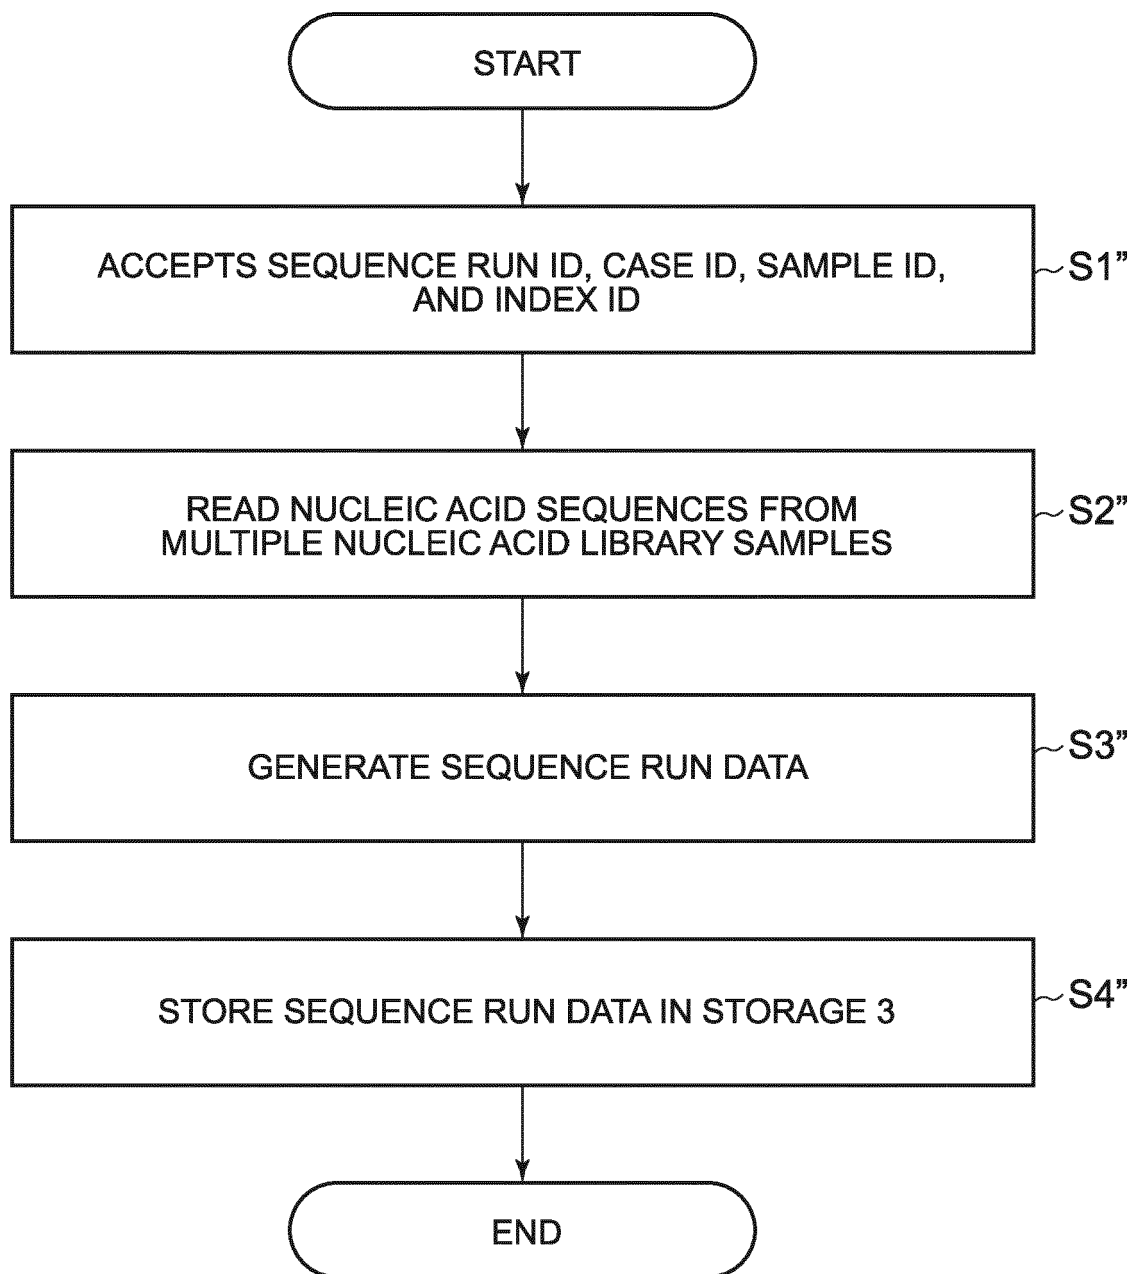 START
ACCEPTS SEQUENCE RUN ID, CASE ID, SAMPLE ID,
AND INDEX ID
S1”
READ NUCLEIC ACID SEQUENCES FROM
MULTIPLE NUCLEIC ACID LIBRARY SAMPLES
S2”
GENERATE SEQUENCE RUN DATA
S3”
STORE SEQUENCE RUN DATA IN STORAGE 3
S4”
END